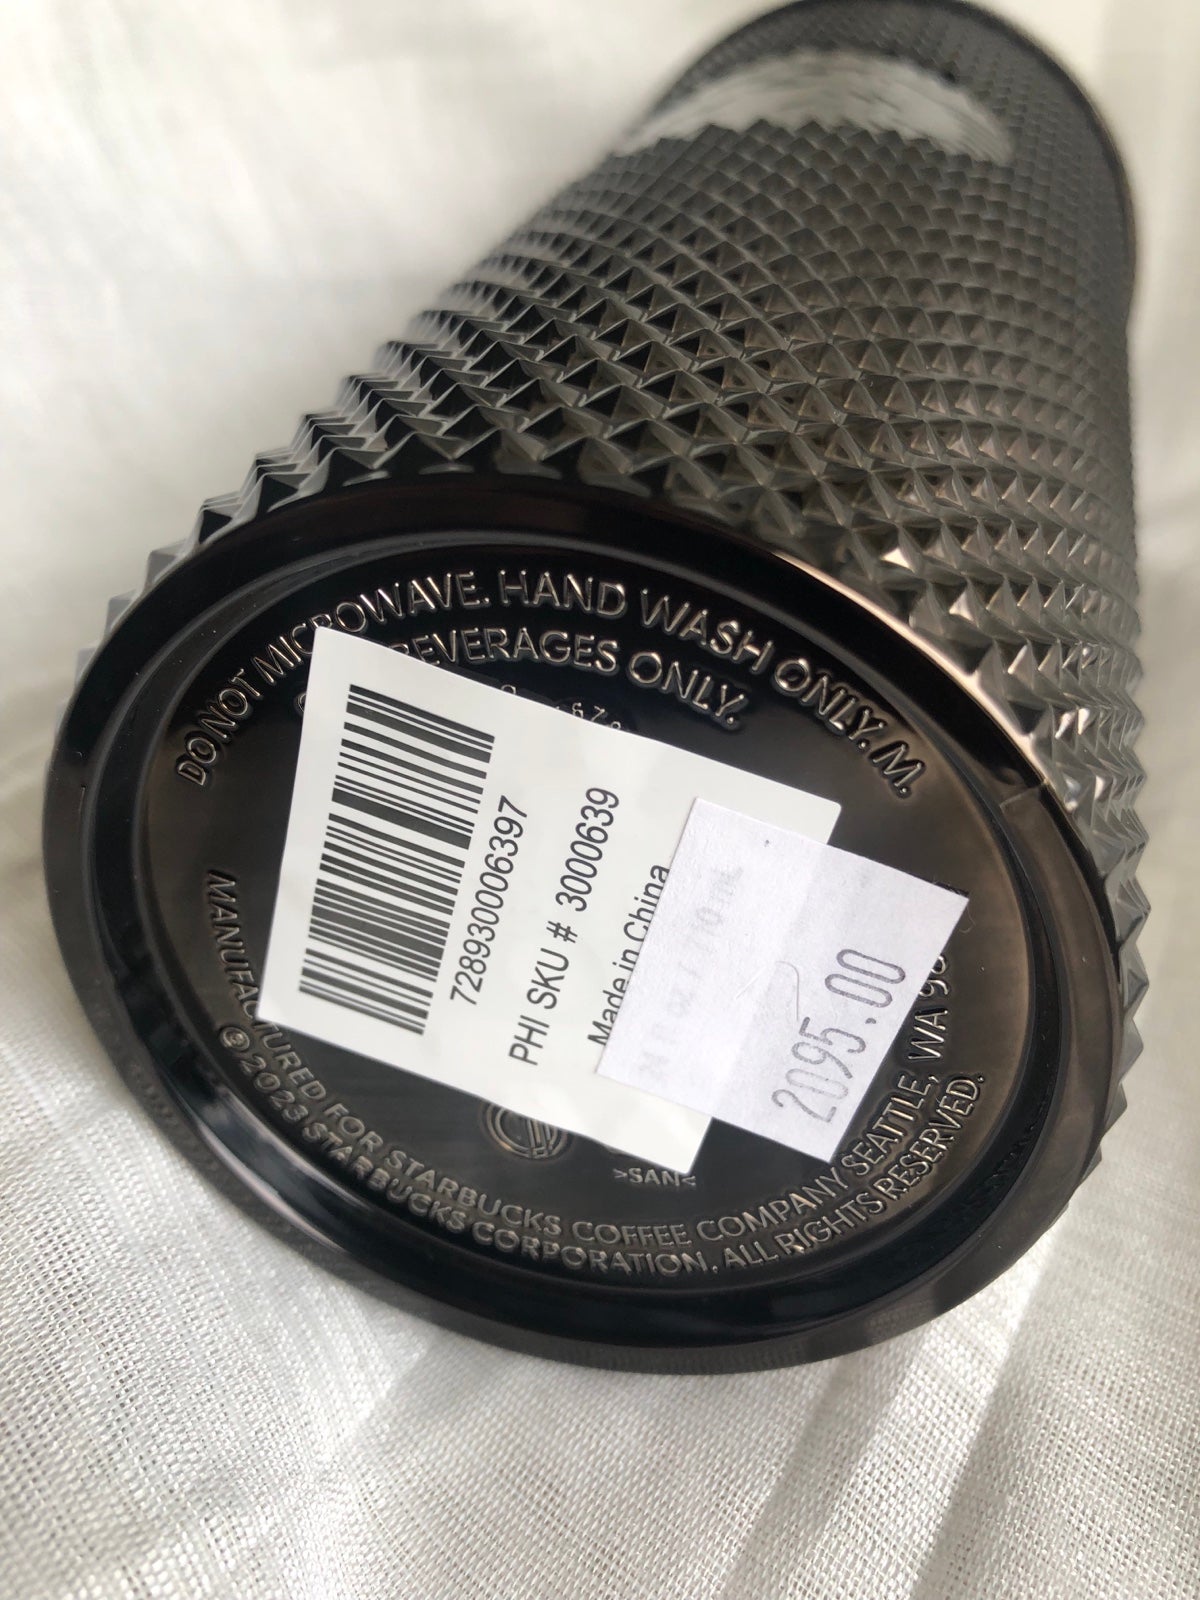 DO NOT MICROWAVE. HAND WASH ONLY. M.
BEVERAGES ONLY.
728930006397
PHI SKU # 3000639
Made in China
2095.00
>SAN<
MANUFACTURED FOR STARBUCKS COFFEE COMPANY SEATTLE, WA
©2023 STARBUCKS CORPORATION. ALL RIGHTS RESERVED.